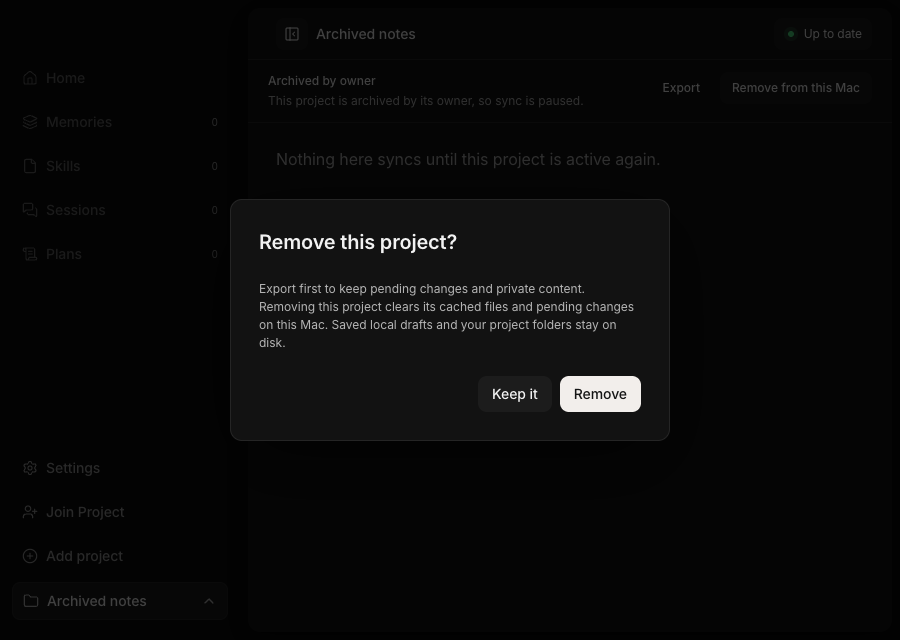 Archived notes
Up to date
Home
Memories 0
Skills 0
Sessions 0
Plans 0
Archived by owner
This project is archived by its owner, so sync is paused.
Export
Remove from this Mac
Nothing here syncs until this project is active again.
Remove this project?
Export first to keep pending changes and private content.
Removing this project clears its cached files and pending changes
on this Mac. Saved local drafts and your project folders stay on
disk.
Keep it
Remove
Settings
Join Project
Add project
Archived notes